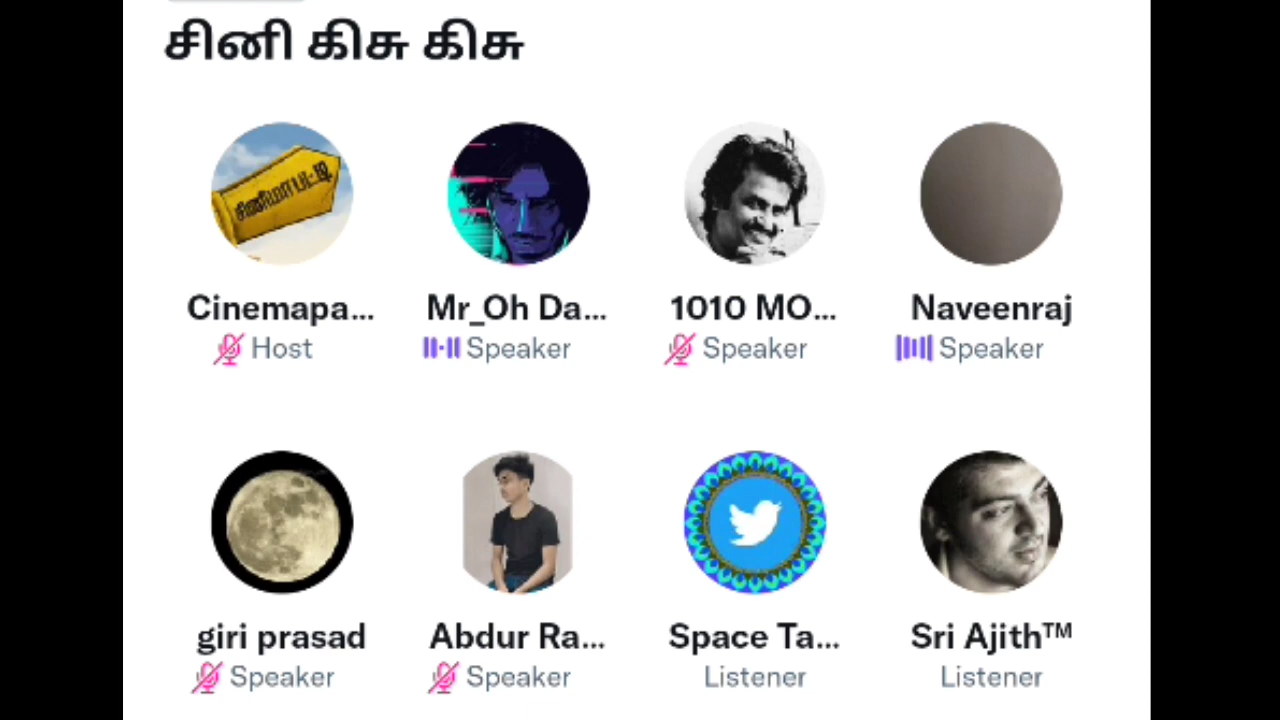 சினி கிசு கிசு
சினிமாபட்டி
Cinemapa... Mr_Oh Da... 1010 MO... Naveenraj
Host Speaker Speaker Speaker
giri prasad Abdur Ra... Space Ta... Sri Ajith™
Speaker Speaker Listener Listener